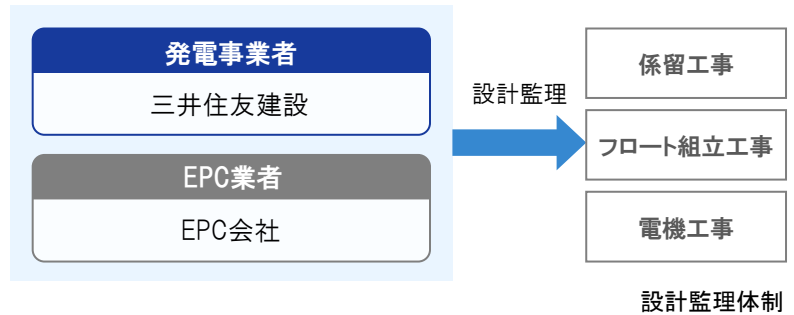 発電事業者
三井住友建設
EPC業者
EPC会社
設計監理
係留工事
フロート組立工事
電機工事
設計監理体制